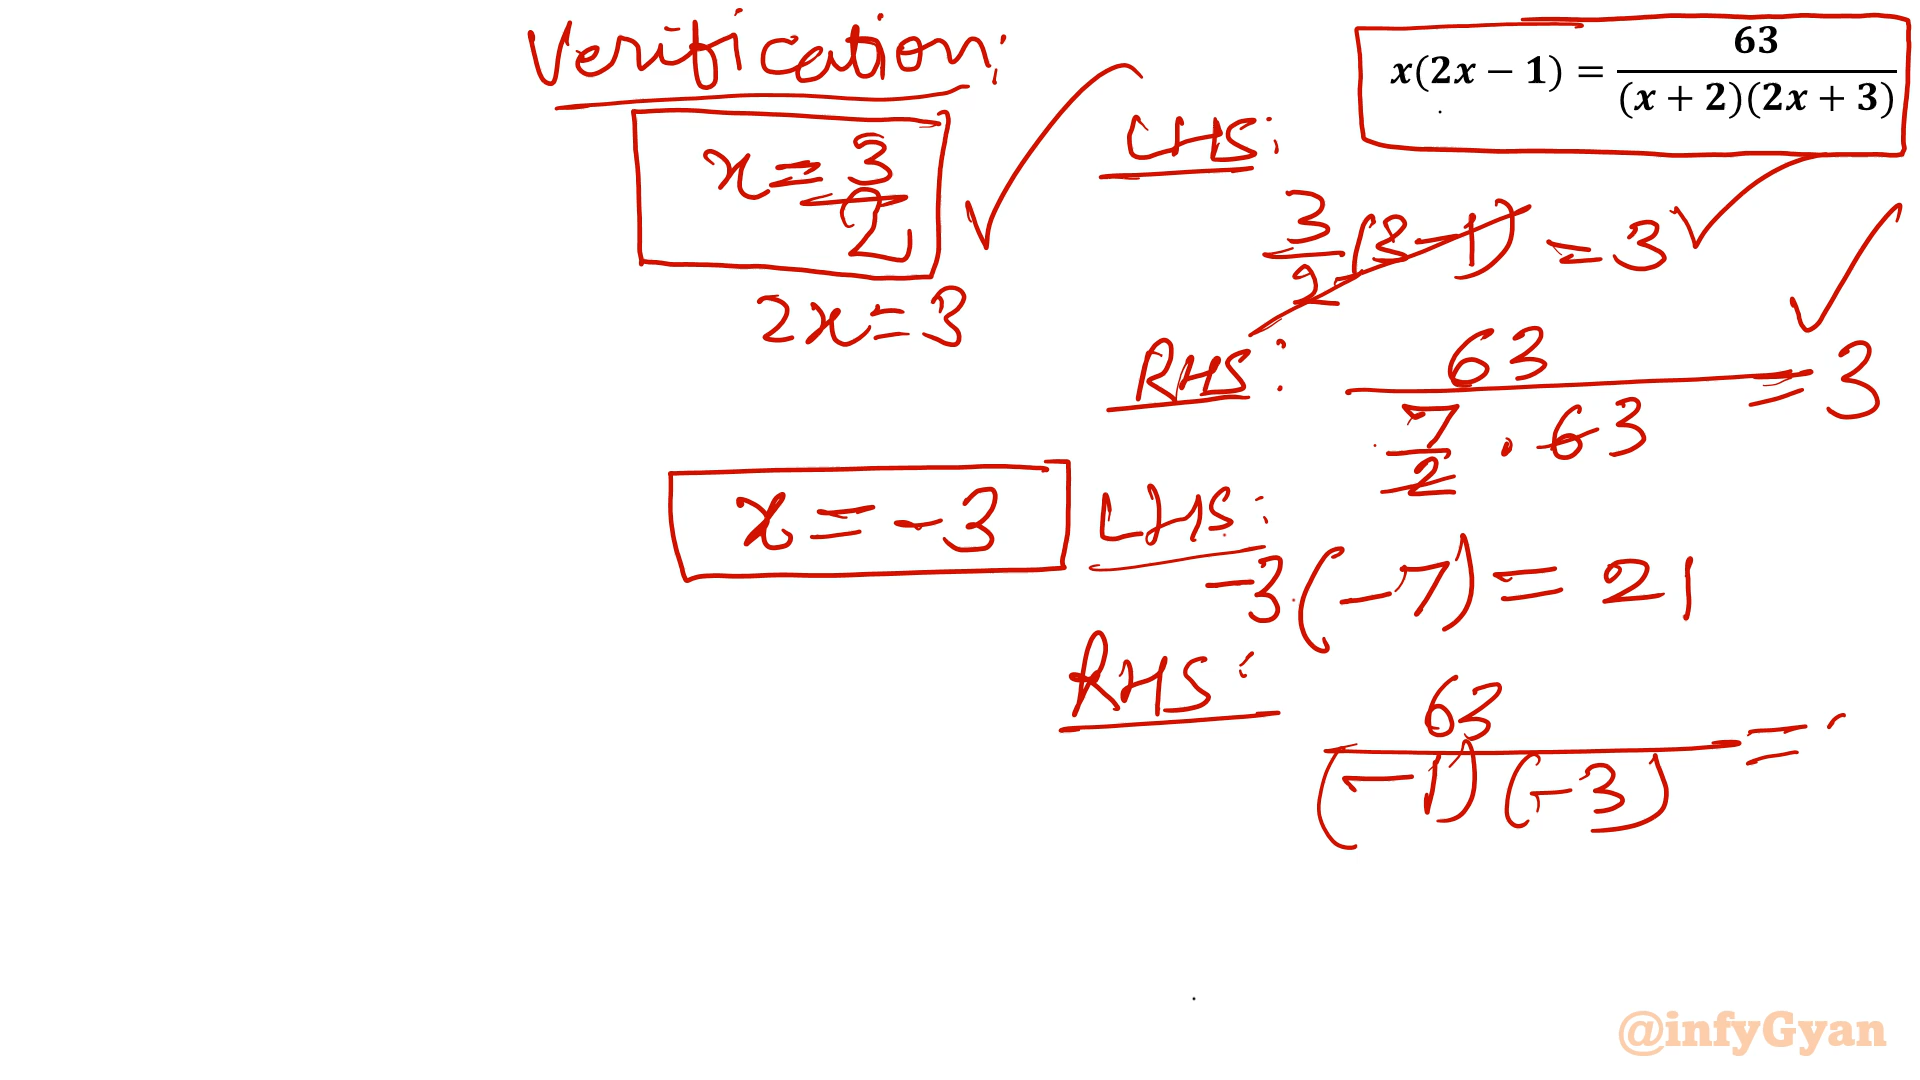 Verification:
x(2x − 1) = 63 / (x + 2)(2x + 3)
x = 3/2
2x = 3
LHS:
3/2 (3 − 1) = 3
RHS:
63 / (7/2 · 63) = 3
x = −3
LHS:
−3(−7) = 21
RHS:
63 / (−1)(−3) =
@infyGyan